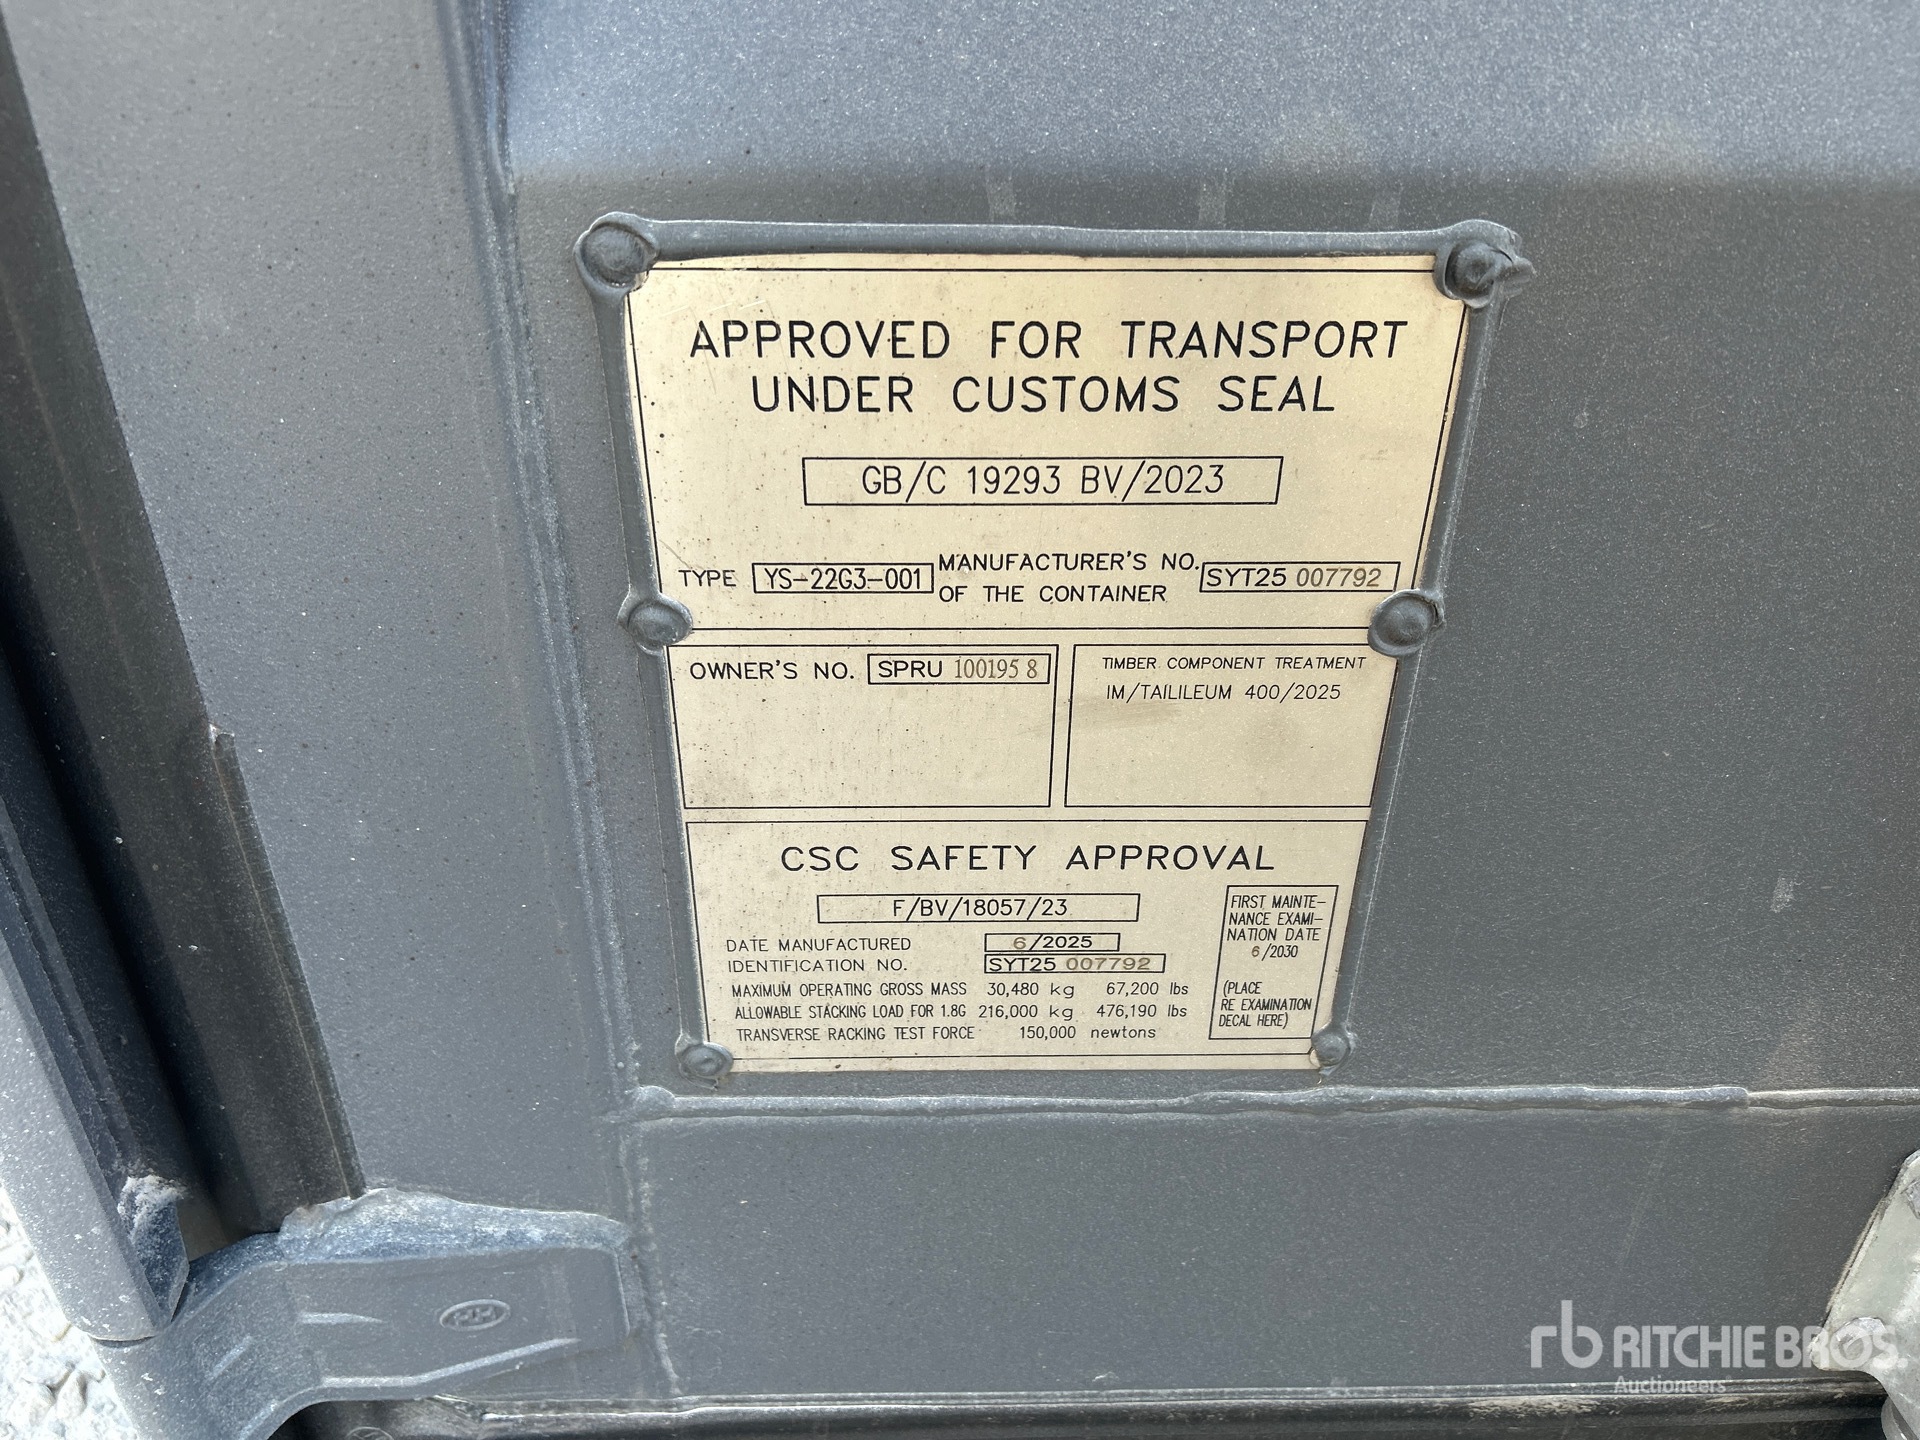 APPROVED FOR TRANSPORT
UNDER CUSTOMS SEAL
GB/C 19293 BV/2023
TYPE YS-22G3-001 MANUFACTURER'S NO. OF THE CONTAINER SYT25 007792
OWNER'S NO. SPRU 100195 8
TIMBER COMPONENT TREATMENT
IM/TAILILEUM 400/2025
CSC SAFETY APPROVAL
F/BV/18057/23
DATE MANUFACTURED 6/2025
IDENTIFICATION NO. SYT25 007792
MAXIMUM OPERATING GROSS MASS 30,480 kg 67,200 lbs
ALLOWABLE STACKING LOAD FOR 1.8G 216,000 kg 476,190 lbs
TRANSVERSE RACKING TEST FORCE 150,000 newtons
FIRST MAINTE-
NANCE EXAMI-
NATION DATE
6/2030
(PLACE
RE EXAMINATION
DECAL HERE)
rb RITCHIE BROS.
Auctioneers